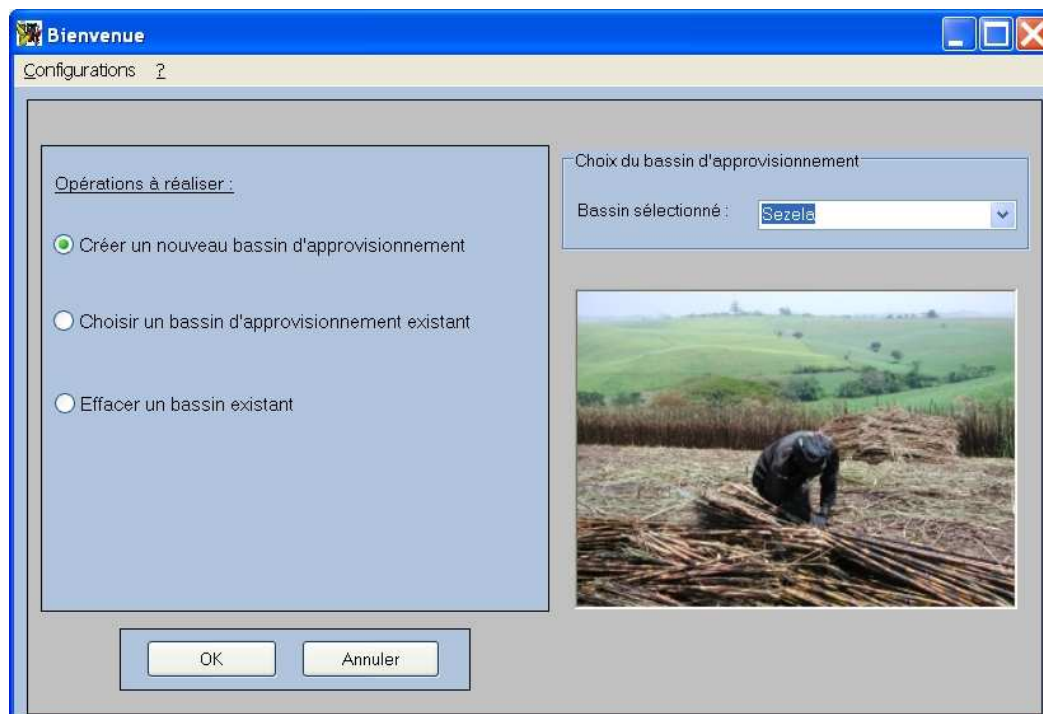 Bienvenue
Configurations ?
Opérations à réaliser :
Créer un nouveau bassin d'approvisionnement
Choisir un bassin d'approvisionnement existant
Effacer un bassin existant
OK Annuler
Choix du bassin d'approvisionnement
Bassin sélectionné : Sezela